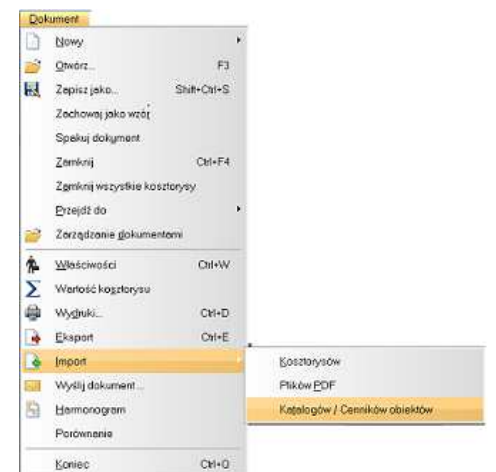 Dokument
Nowy
Otwórz... F3
Zapisz jako... Shift+Ctrl+S
Zachowaj jako wzór
Spakuj dokument
Zamknij Ctrl+F4
Zamknij wszystkie kosztorysy
Przejdź do
Zarządzanie dokumentami
Właściwości Ctrl+W
Wartość kosztorysu
Wydruki... Ctrl+D
Eksport Ctrl+E
Import
Kosztorysów
Wyślij dokument...
Plików PDF
Harmonogram
Katalogów / Cenników obiektów
Porównanie
Koniec Ctrl+Q